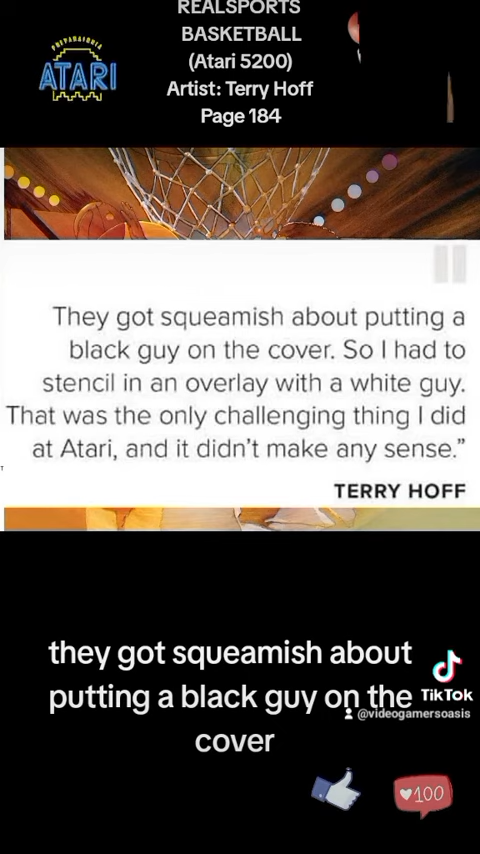 REALSPORTS
BASKETBALL
(Atari 5200)
Artist: Terry Hoff
Page 184
PREPARATORIA
ATARI
They got squeamish about putting a
black guy on the cover. So I had to
stencil in an overlay with a white guy.
That was the only challenging thing I did
at Atari, and it didn't make any sense.”
TERRY HOFF
they got squeamish about
putting a black guy on the
cover
TikTok
@videogamersoasis
100